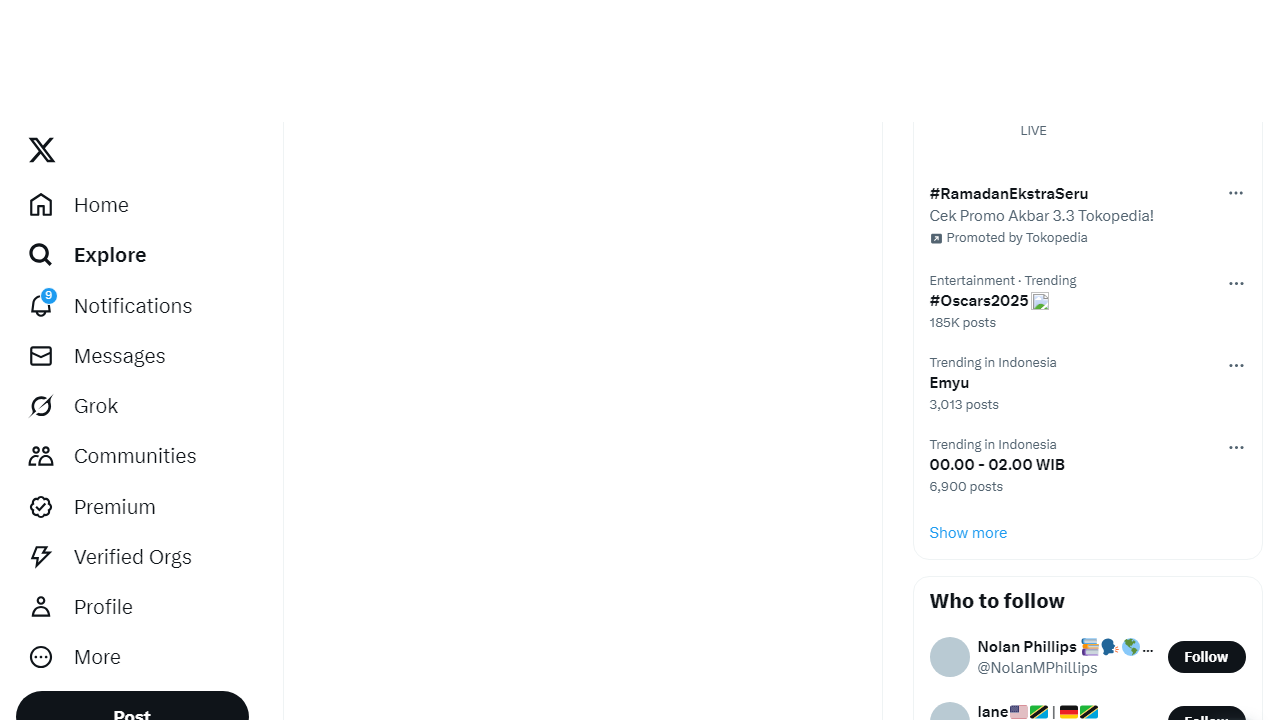 Home
Explore
9
Notifications
Messages
Grok
Communities
Premium
Verified Orgs
Profile
More
Post
LIVE
#RamadanEkstraSeru
Cek Promo Akbar 3.3 Tokopedia!
Promoted by Tokopedia
Entertainment · Trending
#Oscars2025
185K posts
Trending in Indonesia
Emyu
3,013 posts
Trending in Indonesia
00.00 - 02.00 WIB
6,900 posts
Show more
Who to follow
Nolan Phillips 📚🗣️🌎...
@NolanMPhillips
Follow
Iane🇺🇸🇹🇿 | 🇩🇪🇹🇿
Follow